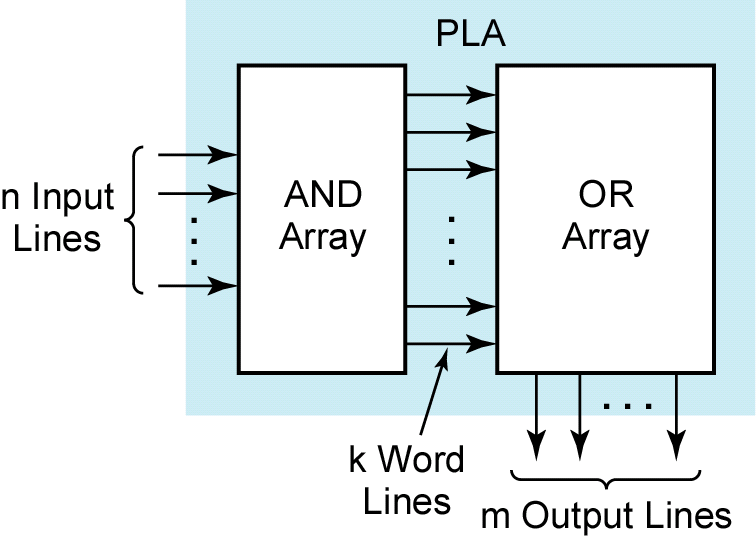 PLA
n Input
Lines
AND
Array
OR
Array
k Word
Lines
m Output Lines